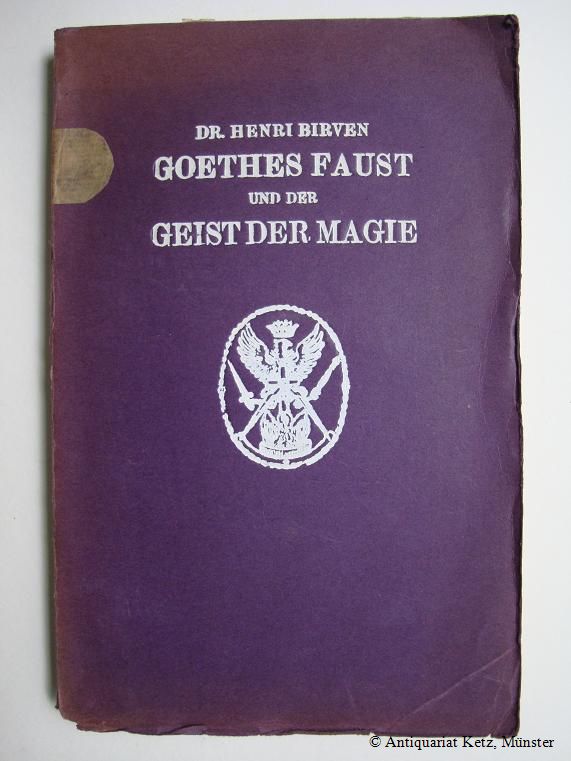 DR. HENRI BIRVEN
GOETHES FAUST
UND DER
GEIST DER MAGIE
© Antiquariat Ketz, Münster